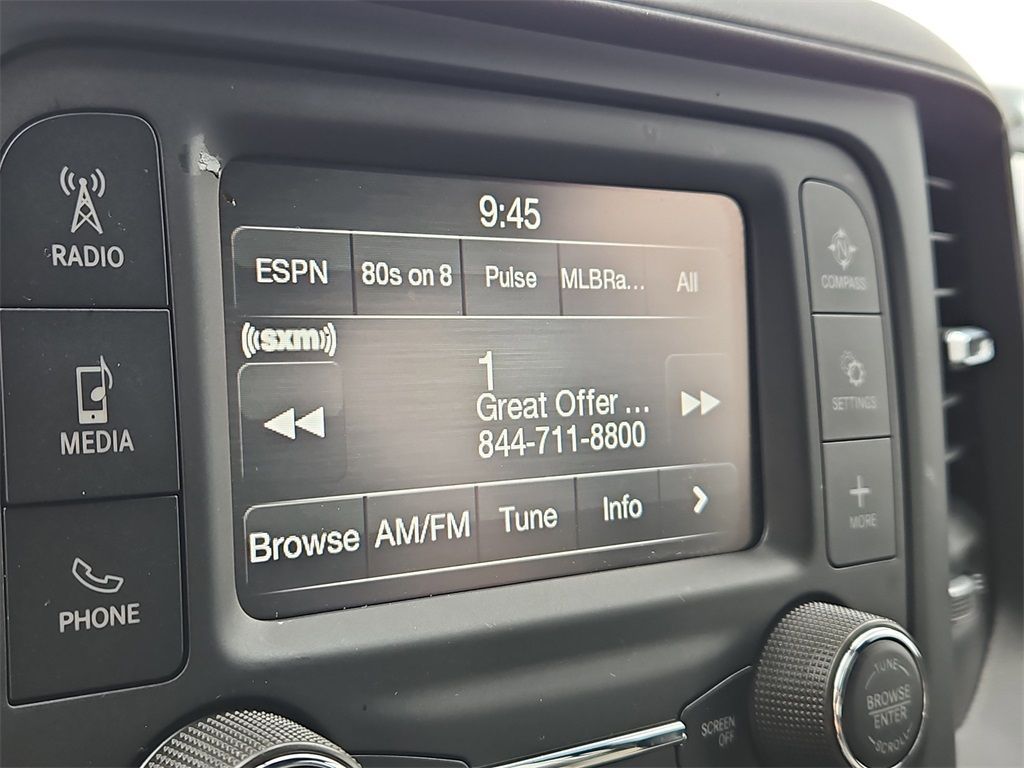 9:45
ESPN 80s on 8 Pulse MLBRa... All
((sxm))
1
Great Offer ...
844-711-8800
Browse AM/FM Tune Info
RADIO
MEDIA
PHONE
N
COMPASS
SETTINGS
MORE
SCREEN
OFF
TUNE
BROWSE
ENTER
SCROLL